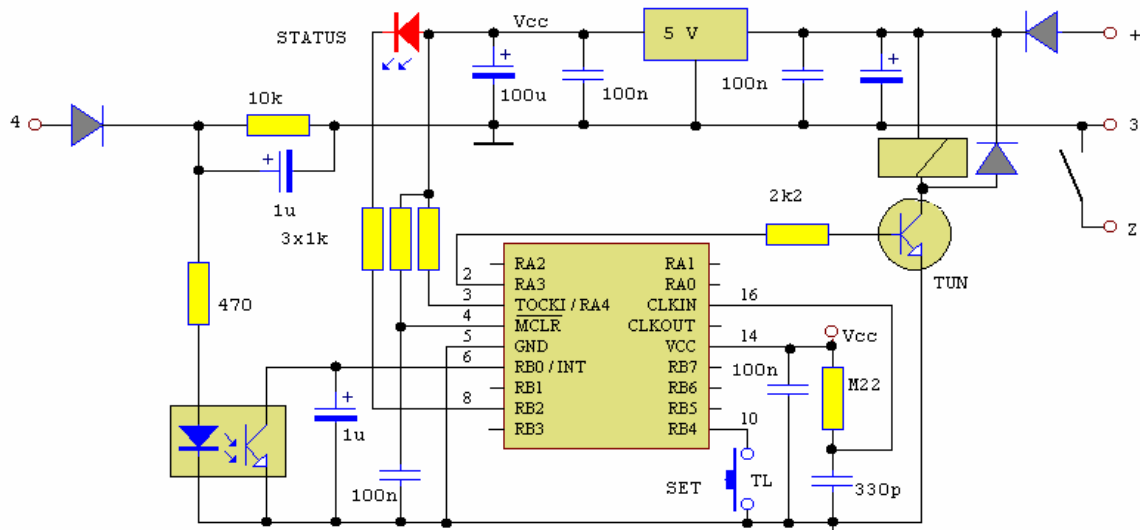 STATUS
Vcc
5 V
+
100u
100n
100n
10k
4
3
+
1u
3x1k
2k2
Z
TUN
470
RA2
RA1
2
RA3
RA0
3
TOCKI / RA4
CLKIN
16
4
MCLR
CLKOUT
5
GND
VCC
14
Vcc
6
RB0 / INT
RB7
100n
M22
RB1
RB6
8
RB2
RB5
RB3
RB4
10
+
1u
100n
SET
TL
330p
+
+